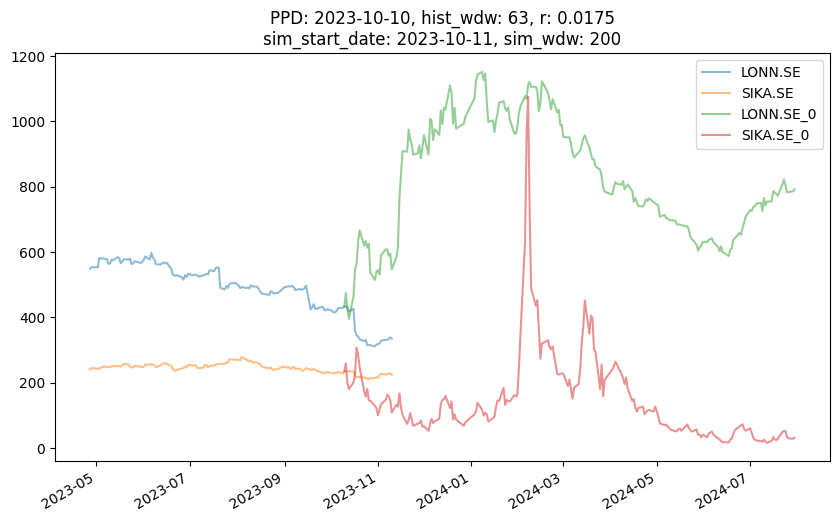 PPD: 2023-10-10, hist_wdw: 63, r: 0.0175
sim_start_date: 2023-10-11, sim_wdw: 200
1200
1000
800
600
400
200
0
LONN.SE
SIKA.SE
LONN.SE_0
SIKA.SE_0
2023-05
2023-07
2023-09
2023-11
2024-01
2024-03
2024-05
2024-07